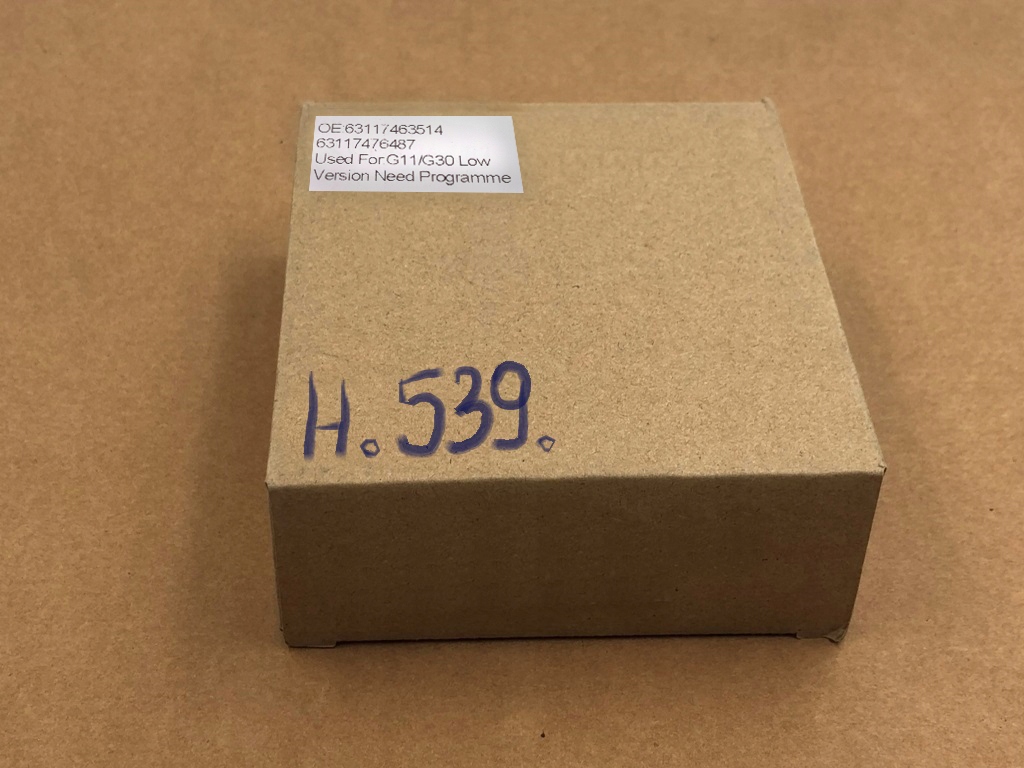 OE:63117463514
63117476487
Used For:G11/G30 Low
Version Need Programme
H. 539.